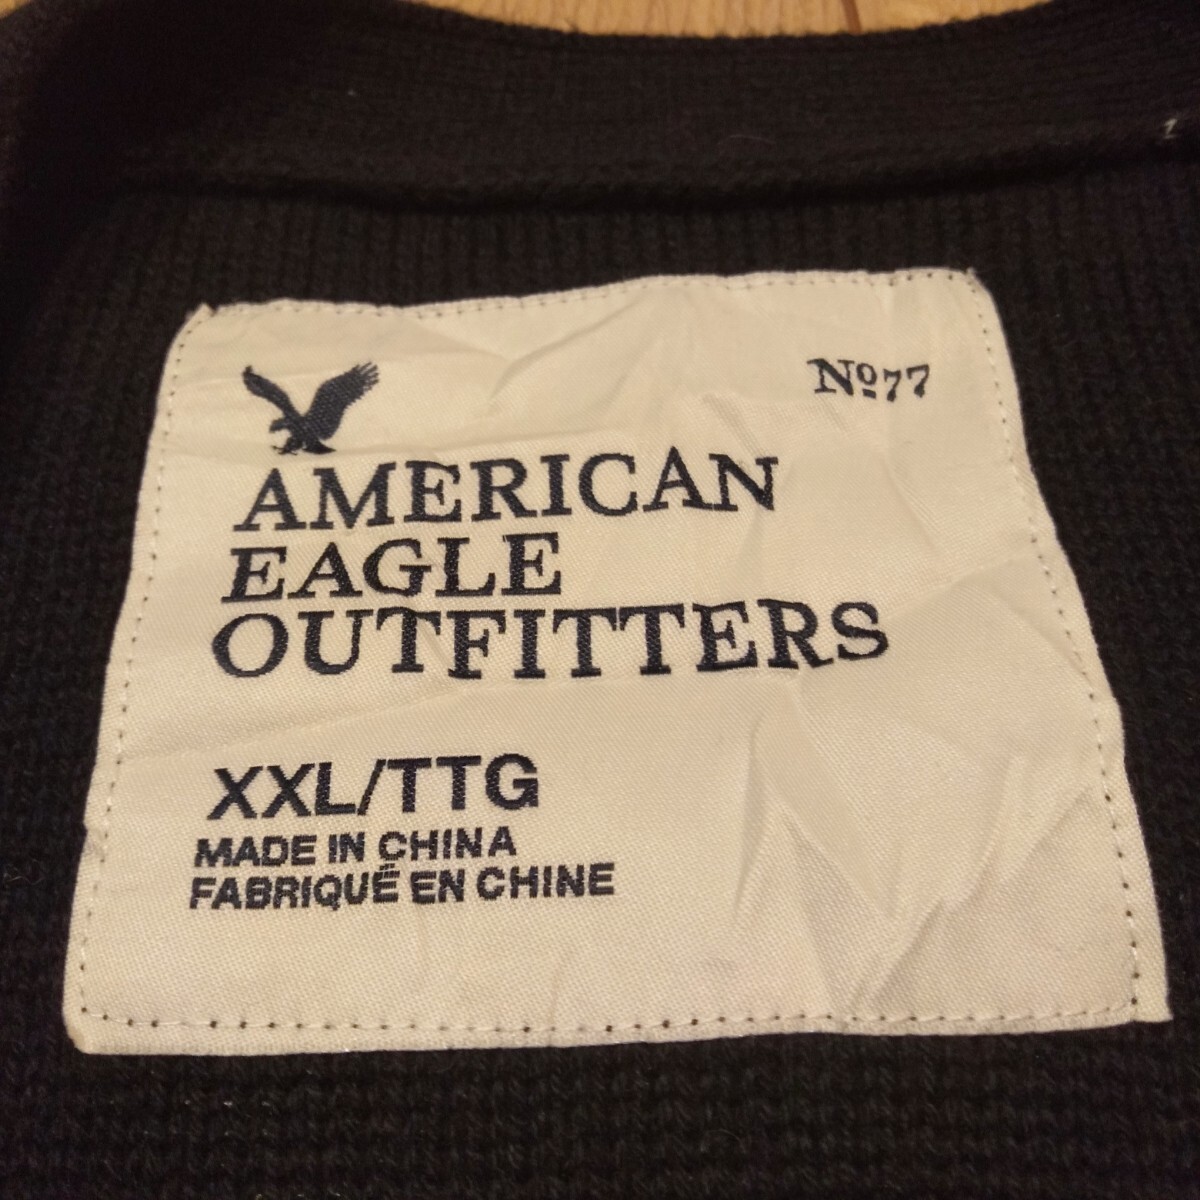 Nº77
AMERICAN
EAGLE
OUTFITTERS
XXL/TTG
MADE IN CHINA
FABRIQUÉ EN CHINE